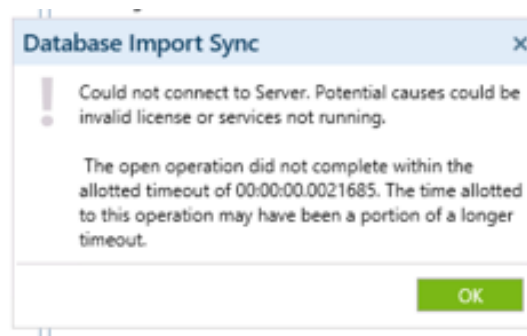 Database Import Sync
Could not connect to Server. Potential causes could be
invalid license or services not running.
The open operation did not complete within the
allotted timeout of 00:00:00.0021685. The time allotted
to this operation may have been a portion of a longer
timeout.
OK